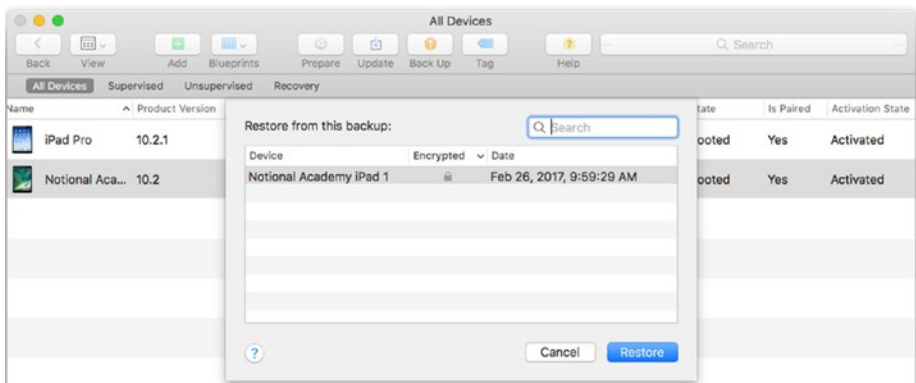 All Devices
Back View Add Blueprints Prepare Update Back Up Tag Help Search
All Devices Supervised Unsupervised Recovery
Name Product Version tate Is Paired Activation State
Restore from this backup: Search
iPad Pro 10.2.1 ooted Yes Activated
Device Encrypted Date
Notional Aca... 10.2 Notional Academy iPad 1 Feb 26, 2017, 9:59:29 AM ooted Yes Activated
? Cancel Restore